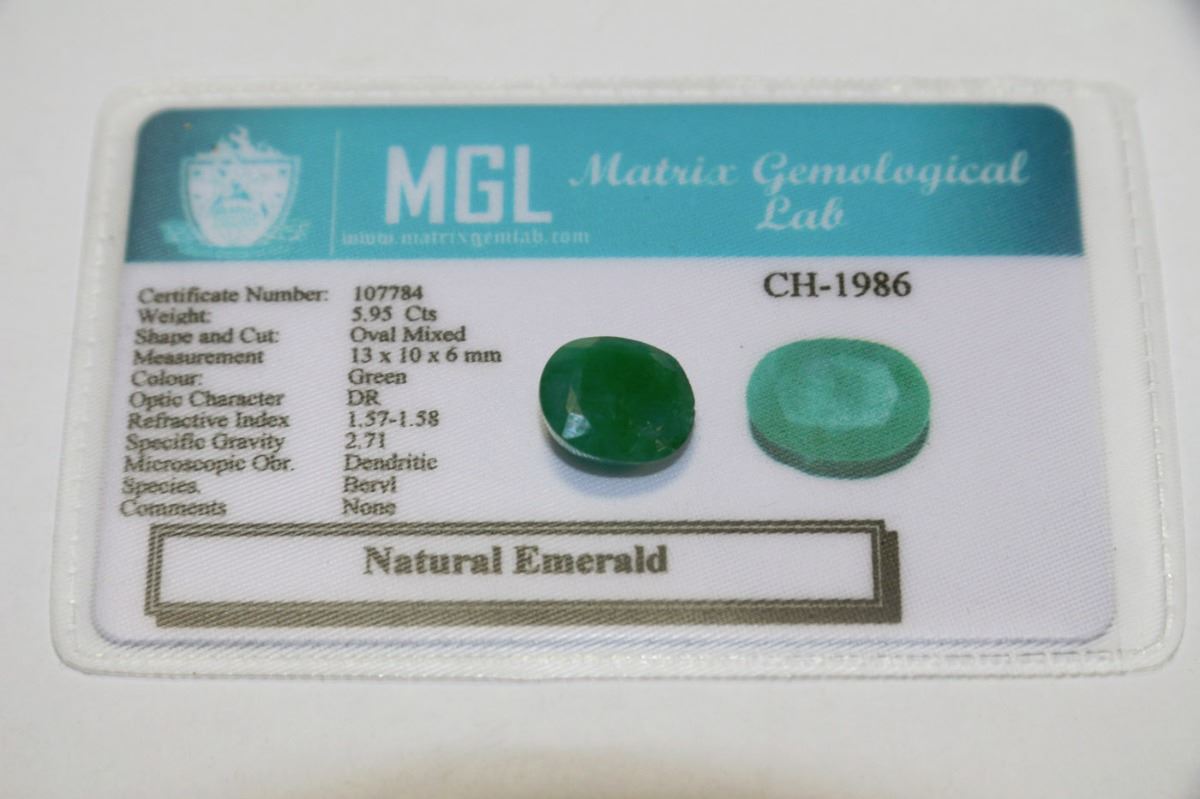 MGL
www.matrixgemlab.com
Matrix Gemological
Lab
CH-1986
Certificate Number: 107784
Weight: 5.95 Cts
Shape and Cut: Oval Mixed
Measurement 13 x 10 x 6 mm
Colour: Green
Optic Character DR
Refractive Index 1.57-1.58
Specific Gravity 2.71
Microscopic Obr. Dendritic
Species. Beryl
Comments None
Natural Emerald